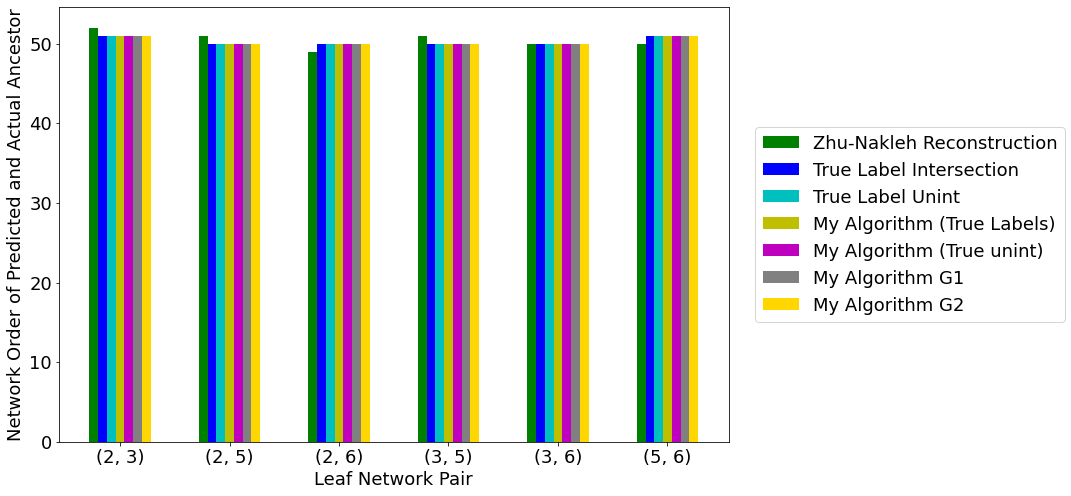 Network Order of Predicted and Actual Ancestor
50
40
30
20
10
0
(2, 3) (2, 5) (2, 6) (3, 5) (3, 6) (5, 6)
Leaf Network Pair
Zhu-Nakleh Reconstruction
True Label Intersection
True Label Unint
My Algorithm (True Labels)
My Algorithm (True unint)
My Algorithm G1
My Algorithm G2